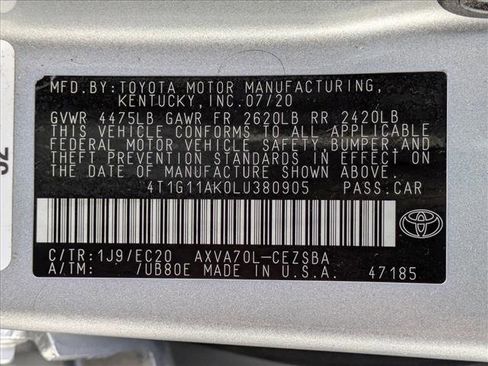 MFD.BY:TOYOTA MOTOR MANUFACTURING,
KENTUCKY, INC. 07/20
GVWR 4475LB GAWR FR 2620LB RR 2420LB
THIS VEHICLE CONFORMS TO ALL APPLICABLE
FEDERAL MOTOR VEHICLE SAFETY,BUMPER,AND
THEFT PREVENTION STANDARDS IN EFFECT ON
THE DATE OF MANUFACTURE SHOWN ABOVE.
4T1G11AK0LU380905 PASS.CAR
C/TR:1J9/EC20 AXVA70L-CEZSBA
A/TM: /UB80E MADE IN U.S.A. 47185